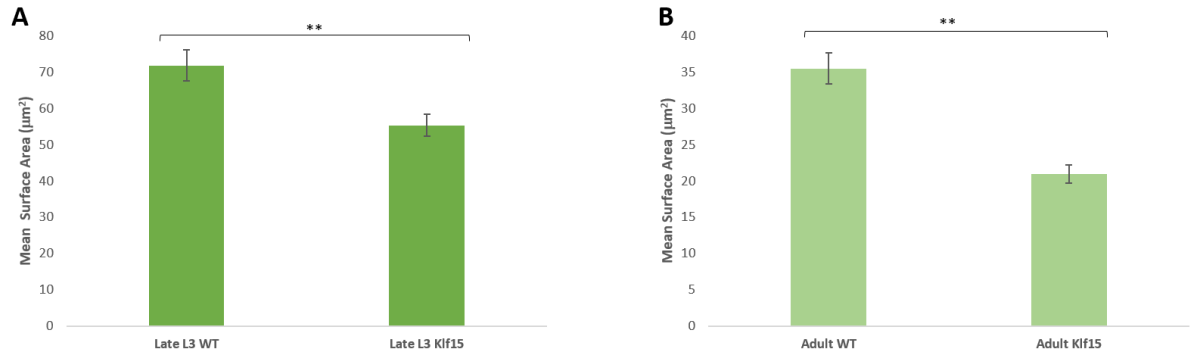 A
**
80
70
60
50
40
30
20
10
0
Mean Surface Area (µm²)
Late L3 WT
Late L3 Klf15
B
**
40
35
30
25
20
15
10
5
0
Mean Surface Area (µm²)
Adult WT
Adult Klf15